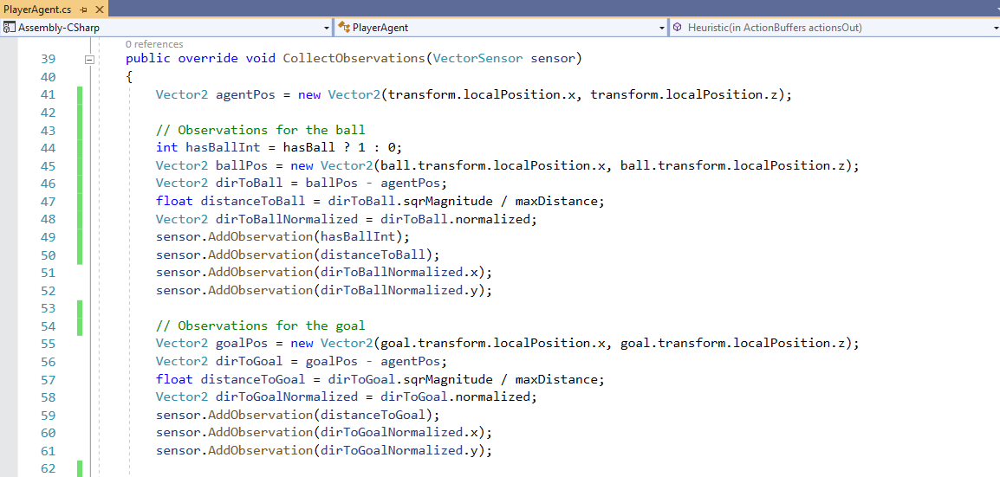 PlayerAgent.cs
Assembly-CSharp PlayerAgent Heuristic(in ActionBuffers actionsOut)
0 references
39 public override void CollectObservations(VectorSensor sensor)
40 {
41 Vector2 agentPos = new Vector2(transform.localPosition.x, transform.localPosition.z);
42
43 // Observations for the ball
44 int hasBallInt = hasBall ? 1 : 0;
45 Vector2 ballPos = new Vector2(ball.transform.localPosition.x, ball.transform.localPosition.z);
46 Vector2 dirToBall = ballPos - agentPos;
47 float distanceToBall = dirToBall.sqrMagnitude / maxDistance;
48 Vector2 dirToBallNormalized = dirToBall.normalized;
49 sensor.AddObservation(hasBallInt);
50 sensor.AddObservation(distanceToBall);
51 sensor.AddObservation(dirToBallNormalized.x);
52 sensor.AddObservation(dirToBallNormalized.y);
53
54 // Observations for the goal
55 Vector2 goalPos = new Vector2(goal.transform.localPosition.x, goal.transform.localPosition.z);
56 Vector2 dirToGoal = goalPos - agentPos;
57 float distanceToGoal = dirToGoal.sqrMagnitude / maxDistance;
58 Vector2 dirToGoalNormalized = dirToGoal.normalized;
59 sensor.AddObservation(distanceToGoal);
60 sensor.AddObservation(dirToGoalNormalized.x);
61 sensor.AddObservation(dirToGoalNormalized.y);
62